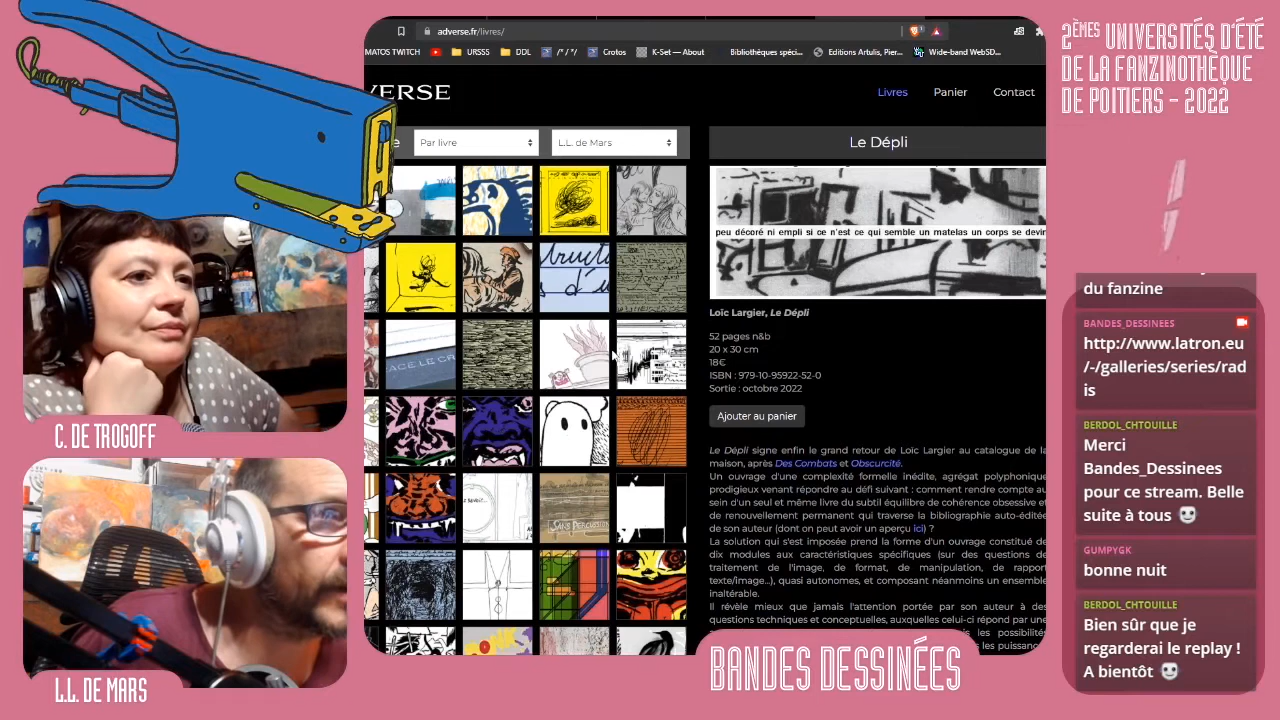 adverse.fr/livres/
MATOS TWITCH
URSSS
DDL
/*/*/
Crotos
K-Set — About
Bibliothèques spéci...
Editions Artulis, Pier...
Wide-band WebSD...
VERSE
Livres
Panier
Contact
e
Par livre
L.L. de Mars
Le Dépli
peu décoré ni empli si ce n'est ce qui semble un matelas un corps se devin
Loïc Largier, Le Dépli
52 pages n&b
20 x 30 cm
18€
ISBN : 979-10-95922-52-0
Sortie : octobre 2022
Ajouter au panier
Le Dépli signe enfin le grand retour de Loïc Largier au catalogue de la
maison, après Des Combats et Obscurcité.
Un ouvrage d'une complexité formelle inédite, agrégat polyphonique
prodigieux venant répondre au défi suivant : comment rendre compte au
sein d'un seul et même livre du subtil équilibre de cohérence obsessive et
de renouvellement permanent qui traverse la bibliographie auto-éditée
de son auteur (dont on peut avoir un aperçu ici) ?
La solution qui s'est imposée prend la forme d'un ouvrage constitué de
dix modules aux caractéristiques spécifiques (sur des questions de
traitement de l'image, de format, de manipulation, de rapport
texte/image...), quasi autonomes, et composant néanmoins un ensemble
inaltérable.
Il révèle mieux que jamais l'attention portée par son auteur à des
questions techniques et conceptuelles, auxquelles celui-ci répond par une
les possibilités
les puissanc
tructu
s d'é
ACE LE CR
SANS PERCUSSION
C. DE TROGOFF
L.L. DE MARS
BANDES DESSINÉES
2ÈMES UNIVERSITÉS D'ÉTÉ
DE LA FANZINOTHÈQUE
DE POITIERS - 2022
du fanzine
BANDES_DESSINEES
http://www.latron.eu
/-/galleries/series/rad
is
BERDOL_CHTOUILLE
Merci
Bandes_Dessinees
pour ce stream. Belle
suite à tous
GUMPYGK
bonne nuit
BERDOL_CHTOUILLE
Bien sûr que je
regarderai le replay !
A bientôt